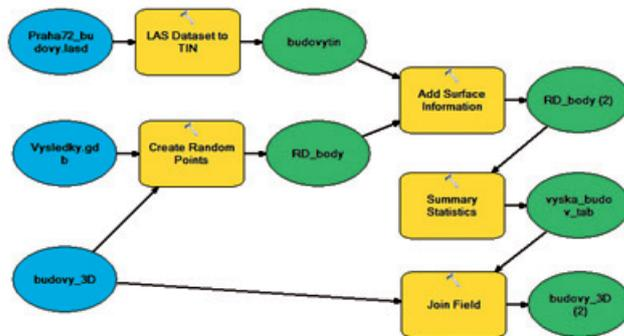 Praha72_bu
dovy.lasd
LAS Dataset to
TIN
budovytin
Add Surface
Information
RD_body (2)
Vysledky.gd
b
Create Random
Points
RD_body
Summary
Statistics
vyska_budo
v_tab
budovy_3D
Join Field
budovy_3D
(2)